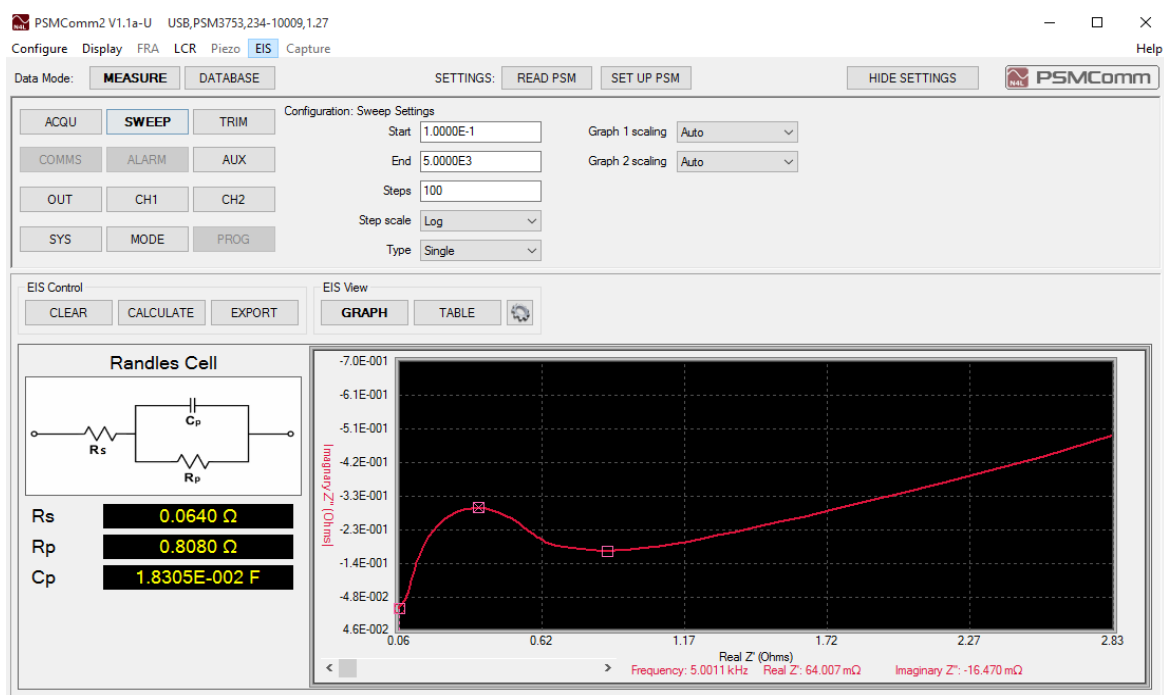 PSMComm2 V1.1a-U USB,PSM3753,234-10009,1.27
Configure Display FRA LCR Piezo EIS Capture Help
Data Mode: MEASURE DATABASE SETTINGS: READ PSM SET UP PSM HIDE SETTINGS N4L PSMComm
Configuration: Sweep Settings
ACQU SWEEP TRIM Start 1.0000E-1 Graph 1 scaling Auto
COMMS ALARM AUX End 5.0000E3 Graph 2 scaling Auto
OUT CH1 CH2 Steps 100
Step scale Log
SYS MODE PROG Type Single
EIS Control EIS View
CLEAR CALCULATE EXPORT GRAPH TABLE
Randles Cell
Cp
Rs
Rp
Rs 0.0640 Ω
Rp 0.8080 Ω
Cp 1.8305E-002 F
-7.0E-001
-6.1E-001
-5.1E-001
-4.2E-001
-3.3E-001
-2.3E-001
-1.4E-001
-4.8E-002
4.6E-002
Imaginary Z'' (Ohms)
0.06 0.62 1.17 1.72 2.27 2.83
Real Z' (Ohms)
< > Frequency: 5.0011 kHz Real Z': 64.007 mΩ Imaginary Z'': -16.470 mΩ